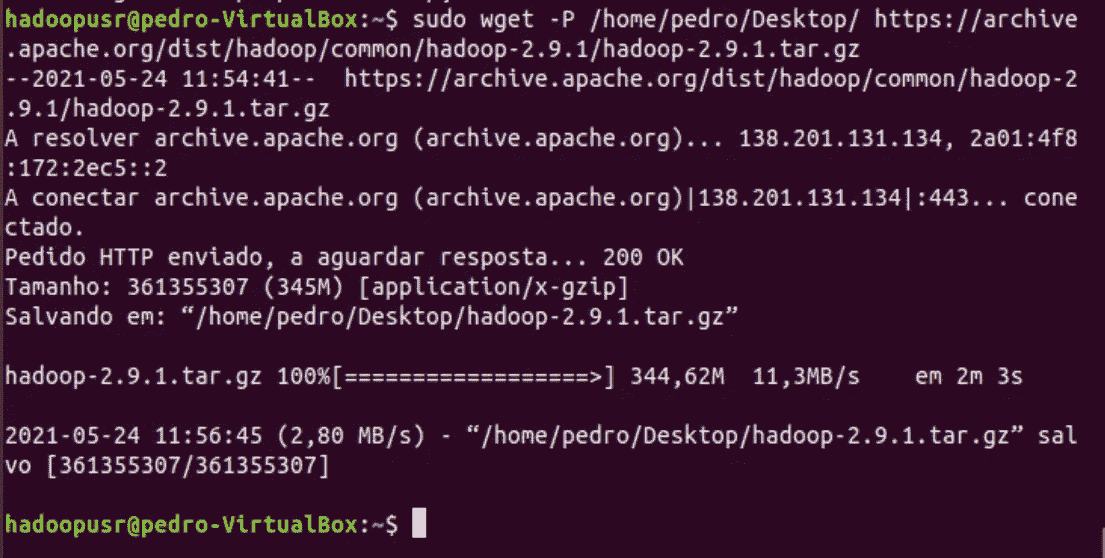 hadoopusr@pedro-VirtualBox:~$ sudo wget -P /home/pedro/Desktop/ https://archive
.apache.org/dist/hadoop/common/hadoop-2.9.1/hadoop-2.9.1.tar.gz
--2021-05-24 11:54:41--  https://archive.apache.org/dist/hadoop/common/hadoop-2
.9.1/hadoop-2.9.1.tar.gz
A resolver archive.apache.org (archive.apache.org)... 138.201.131.134, 2a01:4f8
:172:2ec5::2
A conectar archive.apache.org (archive.apache.org)|138.201.131.134|:443... cone
ctado.
Pedido HTTP enviado, a aguardar resposta... 200 OK
Tamanho: 361355307 (345M) [application/x-gzip]
Salvando em: “/home/pedro/Desktop/hadoop-2.9.1.tar.gz”
hadoop-2.9.1.tar.gz 100%[==================>] 344,62M  11,3MB/s    em 2m 3s
2021-05-24 11:56:45 (2,80 MB/s) - “/home/pedro/Desktop/hadoop-2.9.1.tar.gz” sal
vo [361355307/361355307]
hadoopusr@pedro-VirtualBox:~$